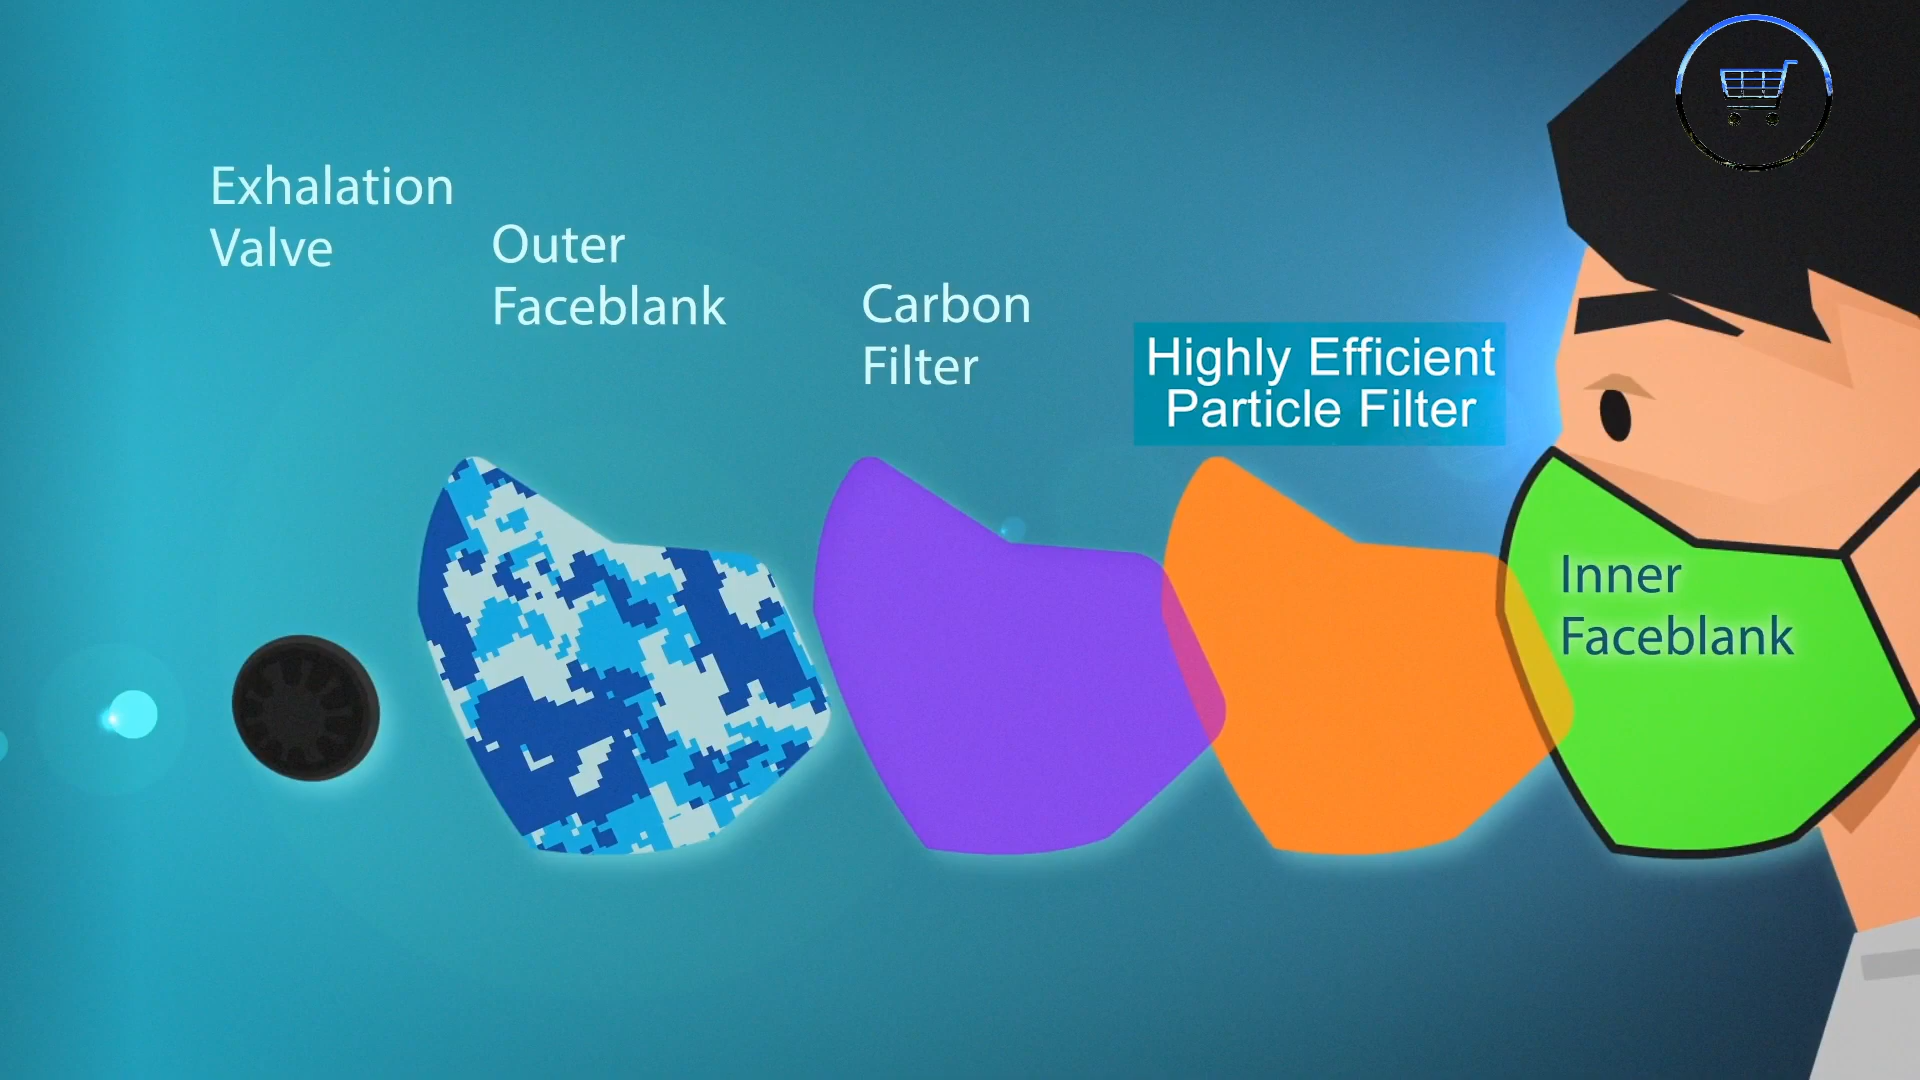 Exhalation
Valve
Outer
Faceblank
Carbon
Filter
Highly Efficient
Particle Filter
Inner
Faceblank